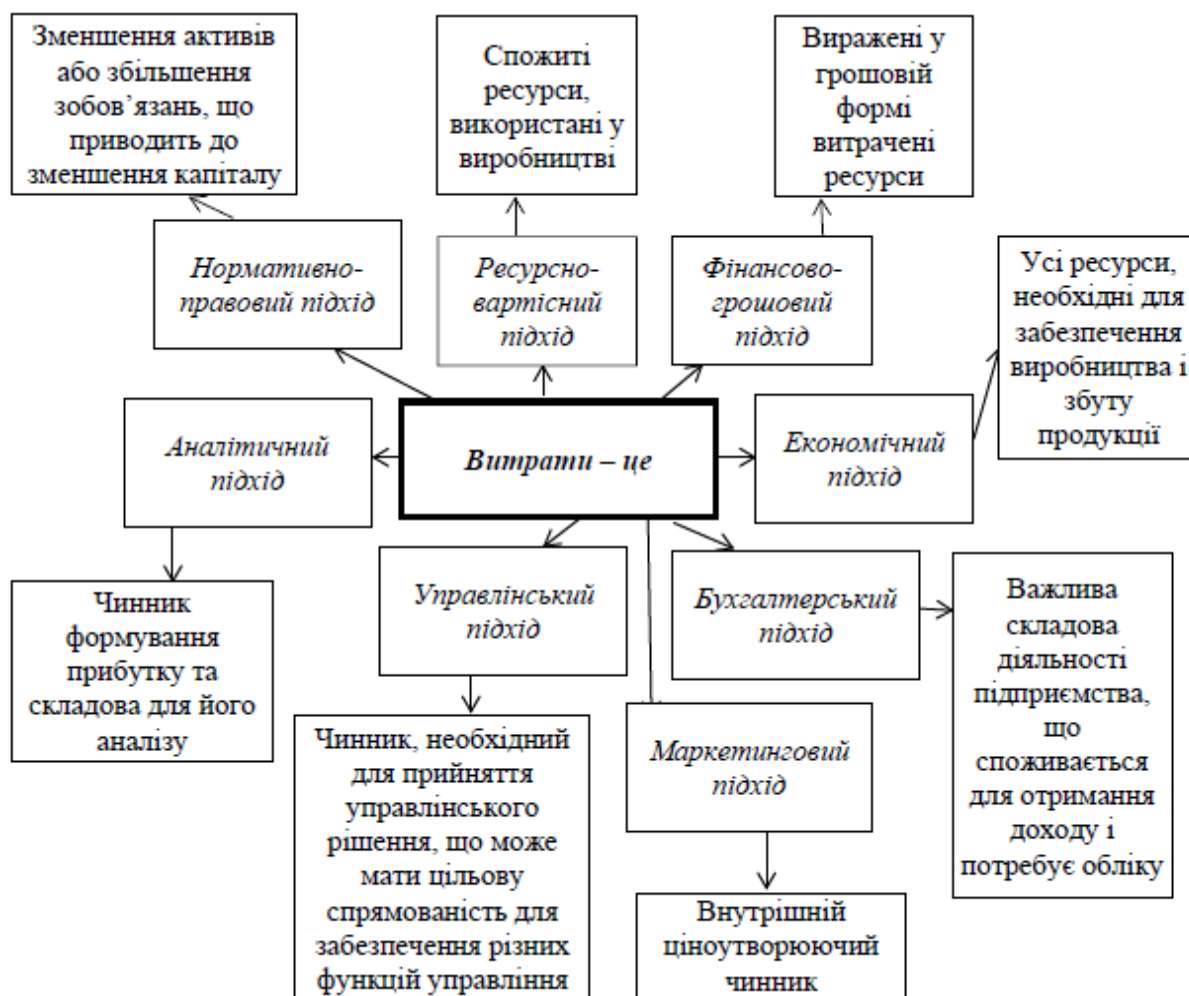 Зменшення активів
або збільшення
зобов’язань, що
приводить до
зменшення капіталу
Спожиті
ресурси,
використані у
виробництві
Виражені у
грошовій
формі
витрачені
ресурси
Нормативно-
правовий підхід
Ресурсно-
вартісний
підхід
Фінансово-
грошовий підхід
Усі ресурси,
необхідні для
забезпечення
виробництва і
збуту
продукції
Аналітичний
підхід
Витрати – це
Економічний
підхід
Чинник
формування
прибутку та
складова для його
аналізу
Управлінський
підхід
Бухгалтерський
підхід
Важлива
складова
діяльності
підприємства,
що
споживається
для отримання
доходу і
потребує обліку
Чинник, необхідний
для прийняття
управлінського
рішення, що може
мати цільову
спрямованість для
забезпечення різних
функцій управління
Маркетинговий
підхід
Внутрішній
ціноутворюючий
чинник